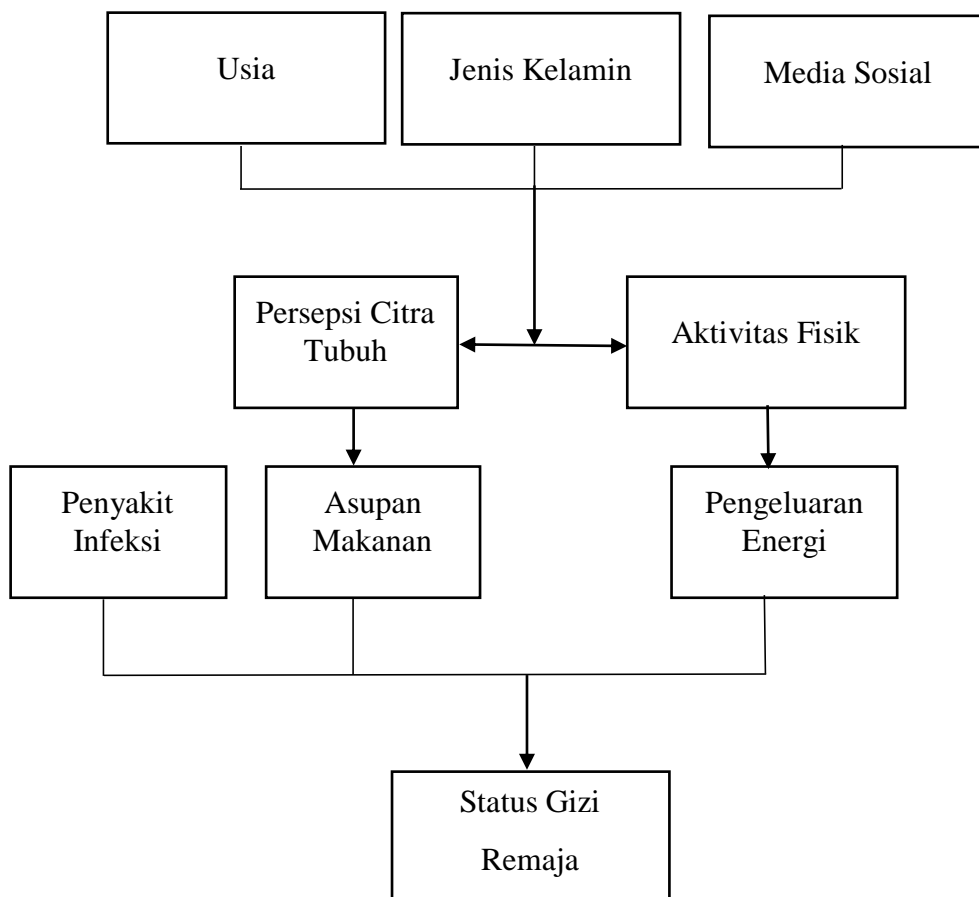 Usia
Jenis Kelamin
Media Sosial
Persepsi Citra
Tubuh
Aktivitas Fisik
Penyakit
Infeksi
Asupan
Makanan
Pengeluaran
Energi
Status Gizi
Remaja